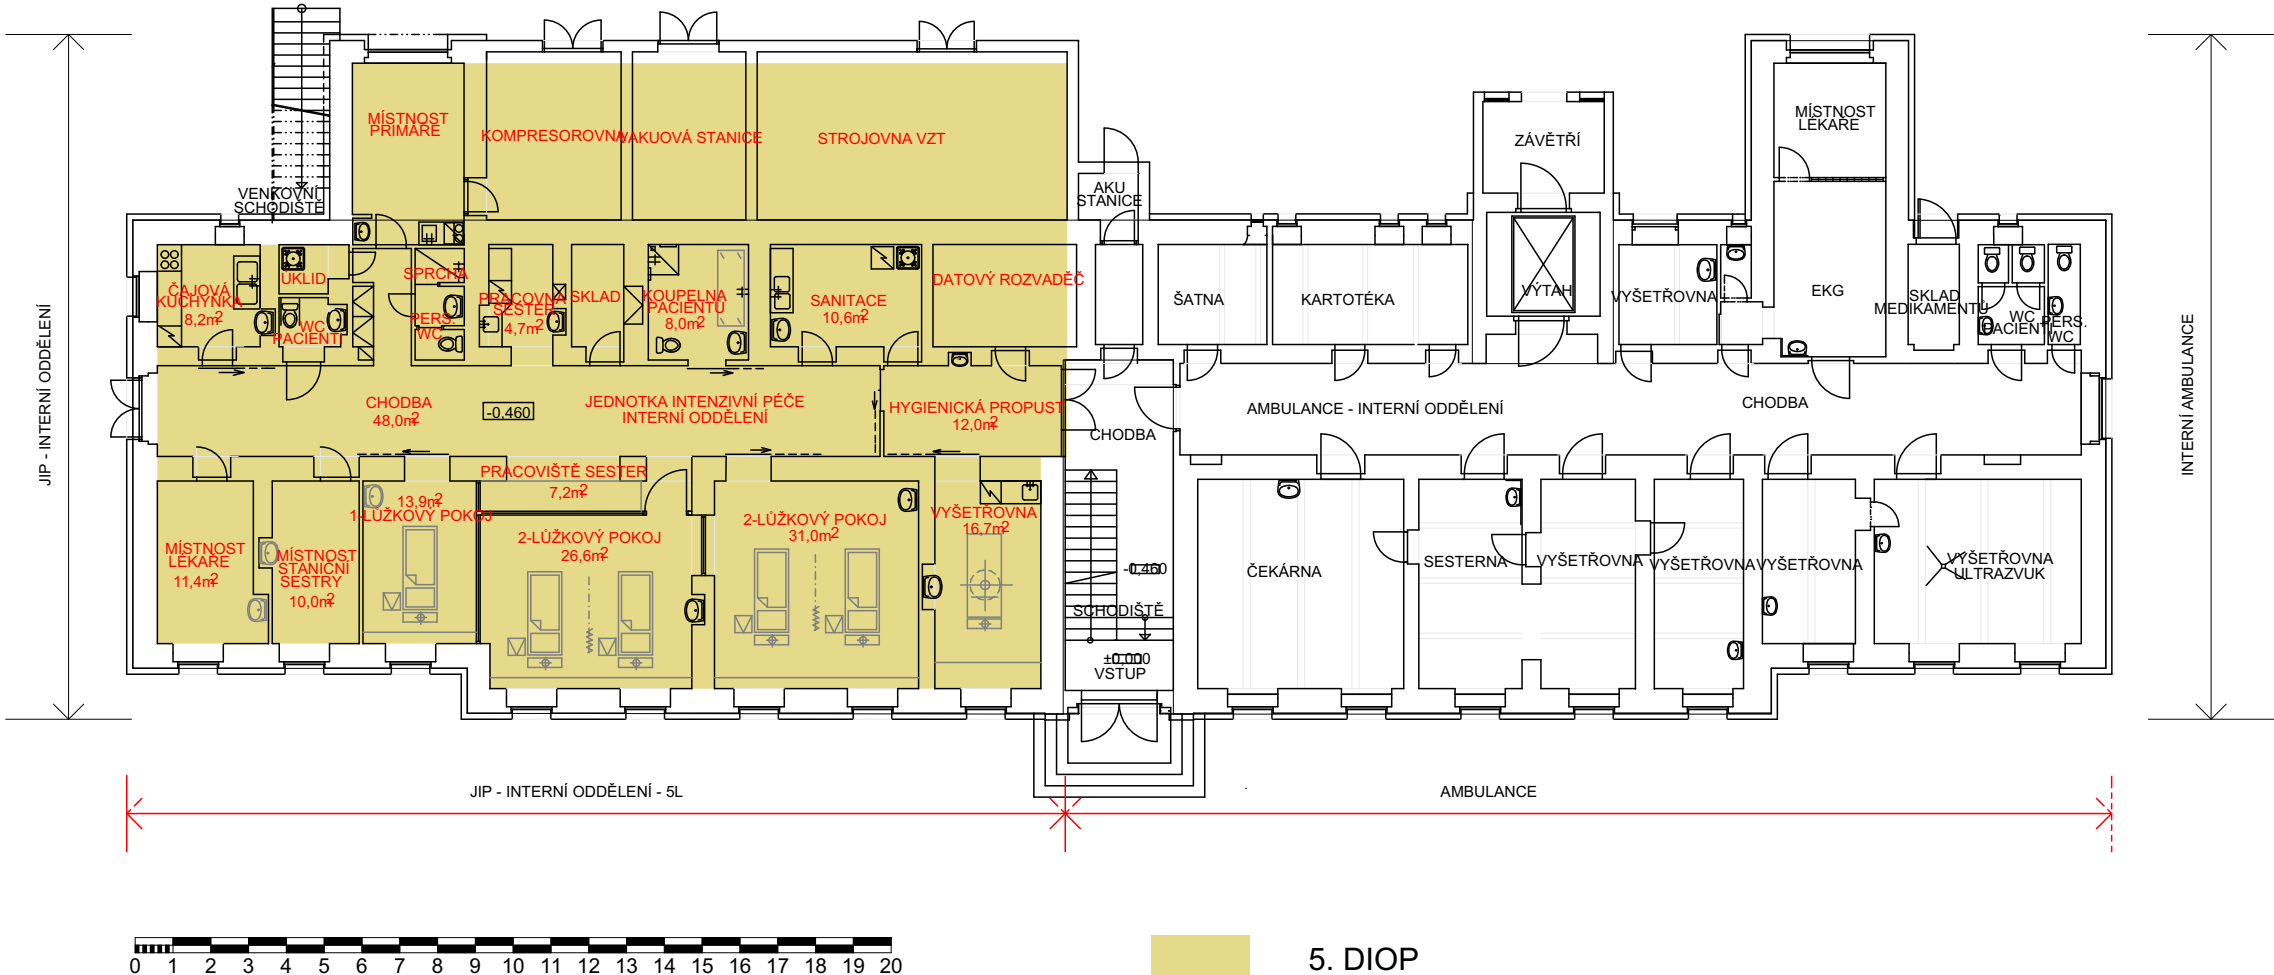 MÍSTNOST
PRIMÁŘE
KOMPRESOROVNA
VAKUOVÁ STANICE
STROJOVNA VZT
ZÁVĚTŘÍ
MÍSTNOST
LÉKAŘE
VENKOVNÍ
SCHODIŠTĚ
AKU
STANICE
ČAJOVÁ
KUCHYŇKA
8,2m2
ÚKLID
WC
PACIENTI
SPRCHA
PERS.
WC
PRACOVNA
SESTER
4,7m2
SKLAD
KOUPELNA
PACIENTŮ
8,0m2
SANITACE
10,6m2
DATOVÝ ROZVADĚČ
ŠATNA
KARTOTÉKA
VÝTAH
VYŠETŘOVNA
EKG
SKLAD
MEDIKAMENTŮ
WC
PACIENTI
PERS.
WC
JIP - INTERNÍ ODDĚLENÍ
CHODBA
48,0m2
-0,460
JEDNOTKA INTENZIVNÍ PÉČE
INTERNÍ ODDĚLENÍ
HYGIENICKÁ PROPUST
12,0m2
CHODBA
AMBULANCE - INTERNÍ ODDĚLENÍ
CHODBA
INTERNÍ AMBULANCE
PRACOVIŠTĚ SESTER
7,2m2
13,9m2
1-LŮŽKOVÝ POKOJ
MÍSTNOST
LÉKAŘE
11,4m2
MÍSTNOST
STANIČNÍ
SESTRY
10,0m2
2-LŮŽKOVÝ POKOJ
26,6m2
2-LŮŽKOVÝ POKOJ
31,0m2
VYŠETŘOVNA
16,7m2
-0,460
SCHODIŠTĚ
±0,000
VSTUP
ČEKÁRNA
SESTERNA
VYŠETŘOVNA
VYŠETŘOVNA
VYŠETŘOVNA
VYŠETŘOVNA
ULTRAZVUK
JIP - INTERNÍ ODDĚLENÍ - 5L
AMBULANCE
0 1 2 3 4 5 6 7 8 9 10 11 12 13 14 15 16 17 18 19 20
5. DIOP